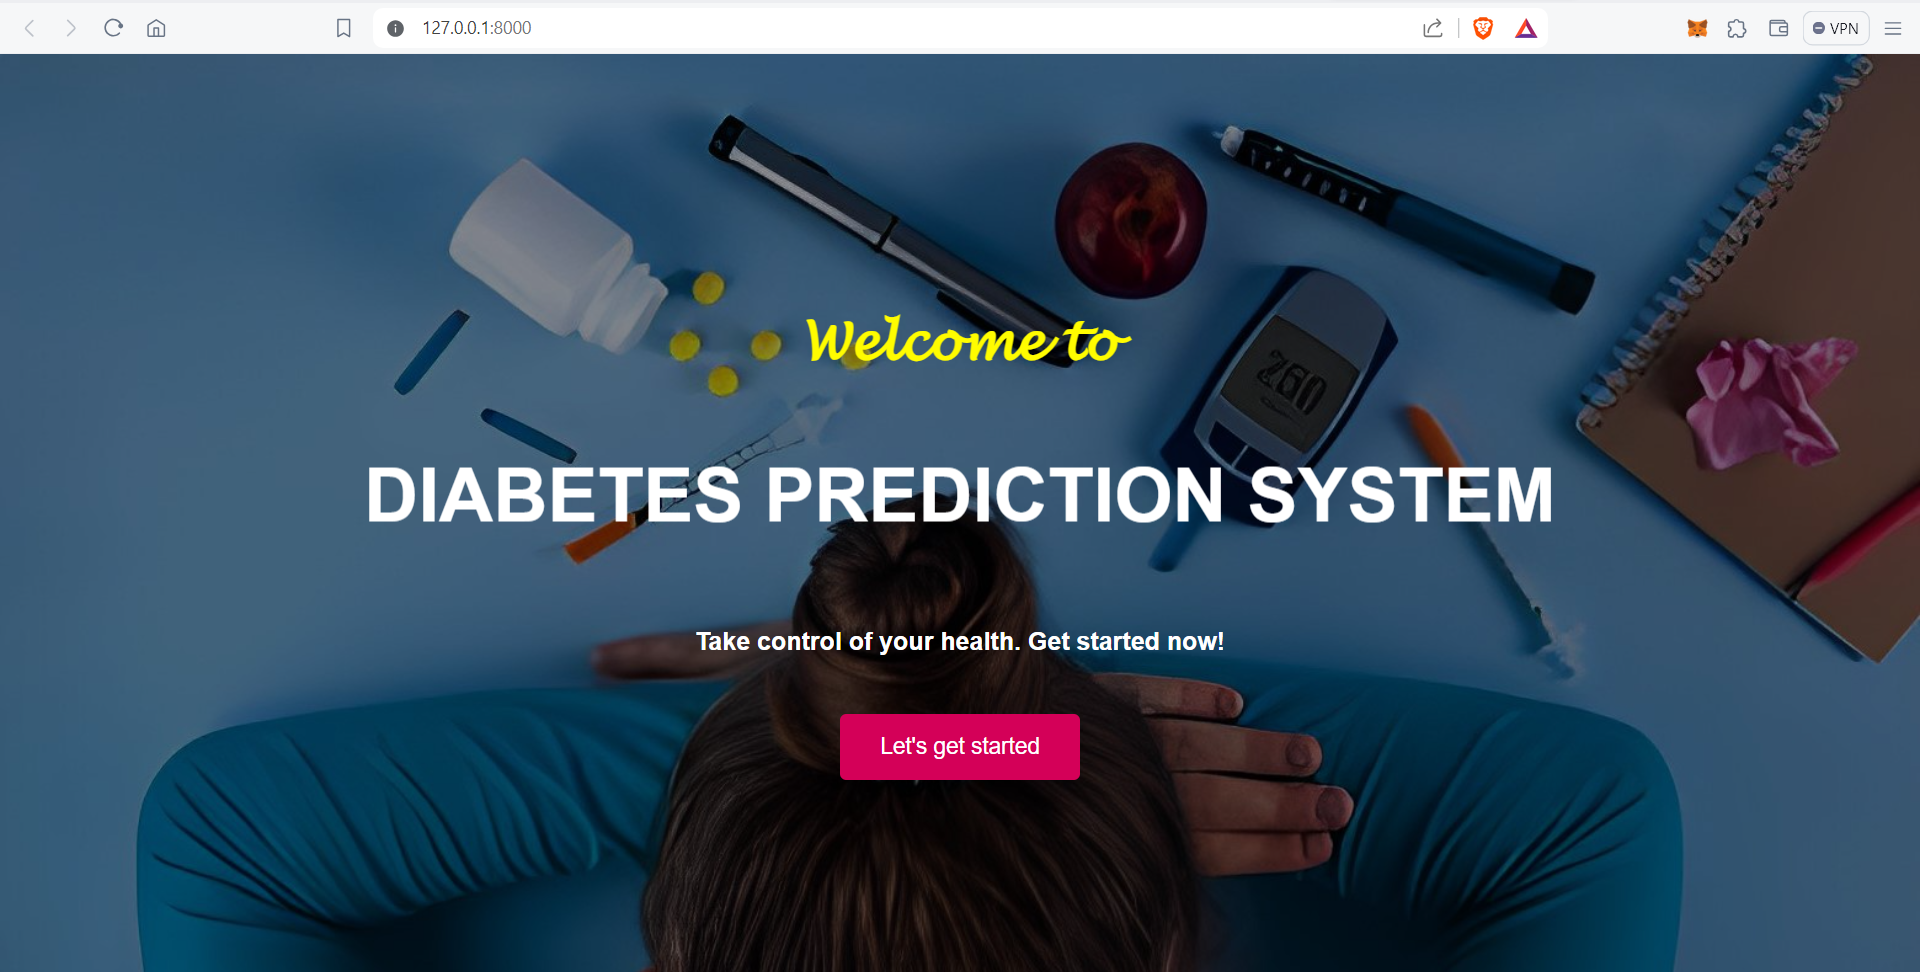 127.0.0.1:8000
VPN
Welcome to
DIABETES PREDICTION SYSTEM
Take control of your health. Get started now!
Let's get started